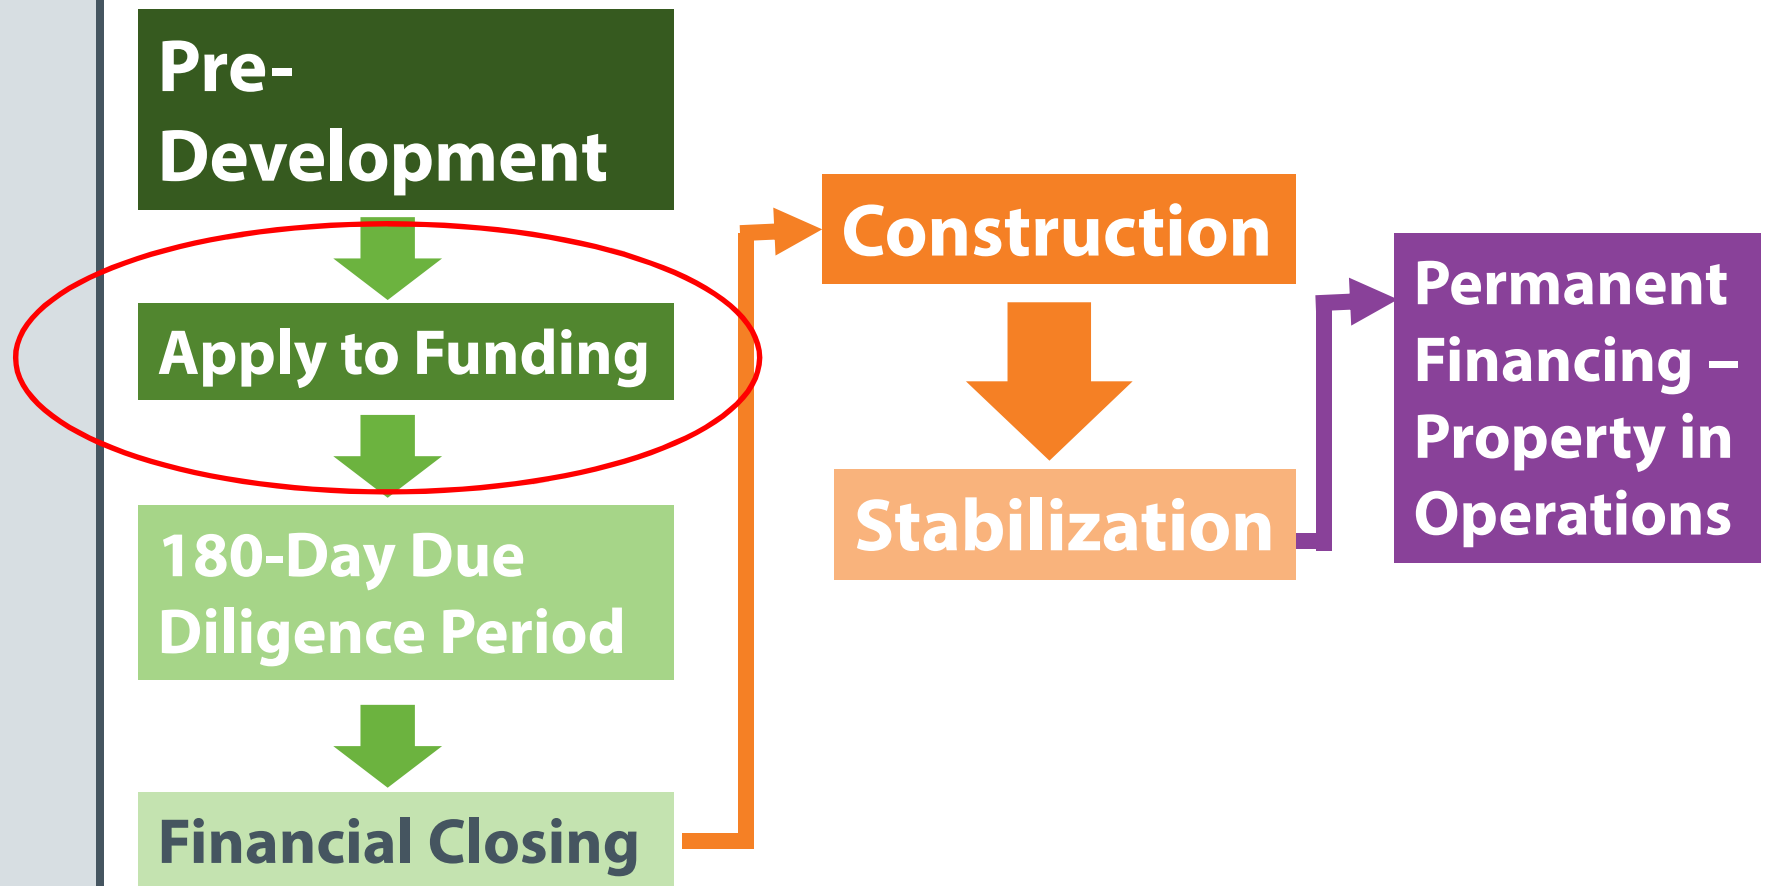 Pre-
Development
Apply to Funding
180-Day Due
Diligence Period
Financial Closing
Construction
Stabilization
Permanent
Financing –
Property in
Operations